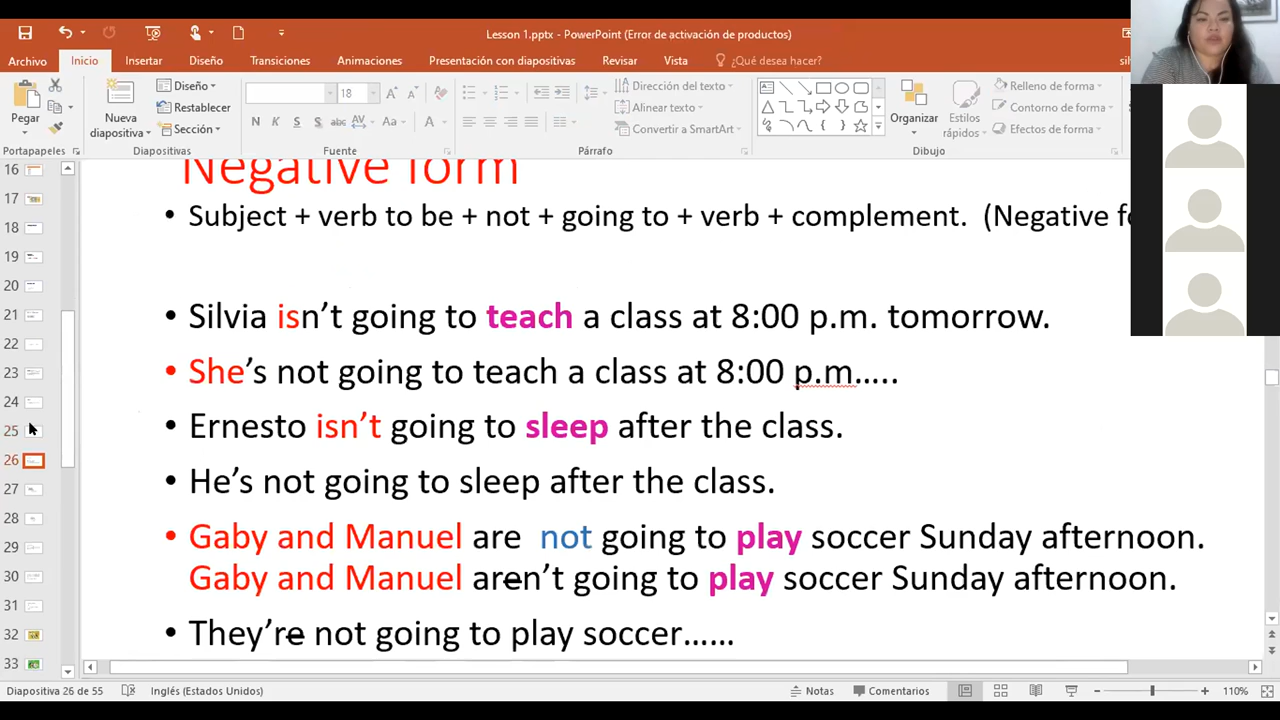 Lesson 1.pptx - PowerPoint (Error de activación de productos)
Archivo Inicio Insertar Diseño Transiciones Animaciones Presentación con diapositivas Revisar Vista ¿Qué desea hacer?
Pegar
Nueva diapositiva
Diseño
Restablecer
Sección
18
N K S S abc AV Aa A
Dirección del texto
Alinear texto
Convertir a SmartArt
Organizar
Estilos rápidos
Relleno de forma
Contorno de forma
Efectos de forma
Portapapeles Diapositivas Fuente Párrafo Dibujo
16
17
18
19
20
21
22
23
24
25
26
27
28
29
30
31
32
33
Negative form
• Subject + verb to be + not + going to + verb + complement. (Negative fo
• Silvia isn’t going to teach a class at 8:00 p.m. tomorrow.
• She’s not going to teach a class at 8:00 p.m…..
• Ernesto isn’t going to sleep after the class.
• He’s not going to sleep after the class.
• Gaby and Manuel are not going to play soccer Sunday afternoon.
Gaby and Manuel aren’t going to play soccer Sunday afternoon.
• They’re not going to play soccer……
Diapositiva 26 de 55 Inglés (Estados Unidos) Notas Comentarios 110%